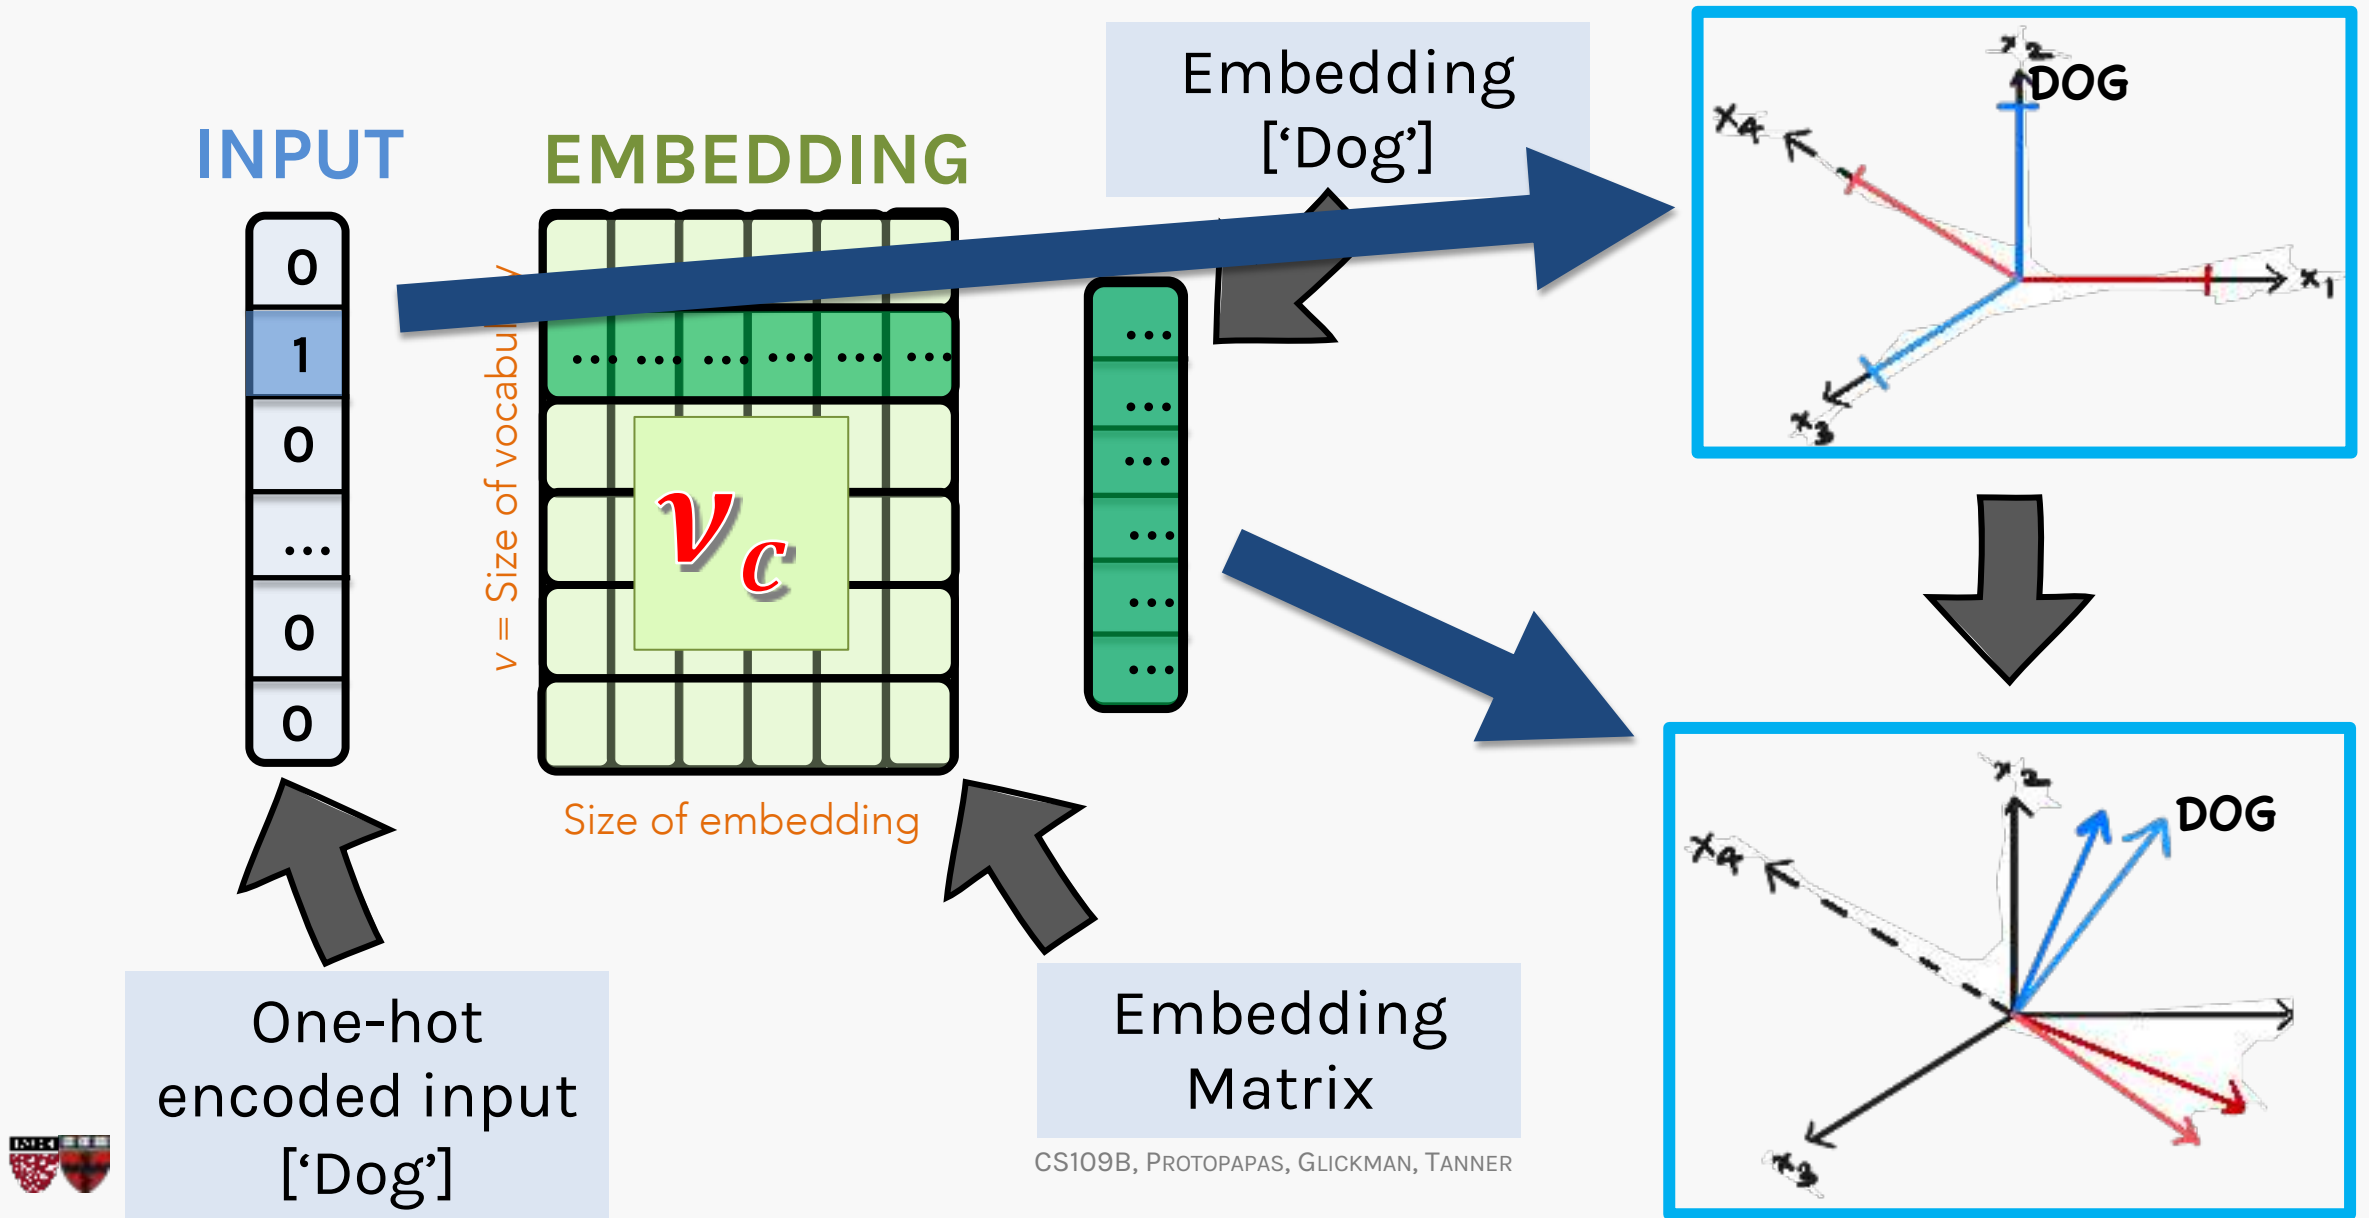 INPUT
EMBEDDING
Embedding
['Dog']
0
1
0
...
0
0
v = Size of vocabulary
... ... ... ... ... ...
ν c
Size of embedding
...
...
...
...
...
...
One-hot
encoded input
['Dog']
Embedding
Matrix
x2
DOG
x4
x1
x3
x2
DOG
x4
x3
CS109B, PROTOPAPAS, GLICKMAN, TANNER